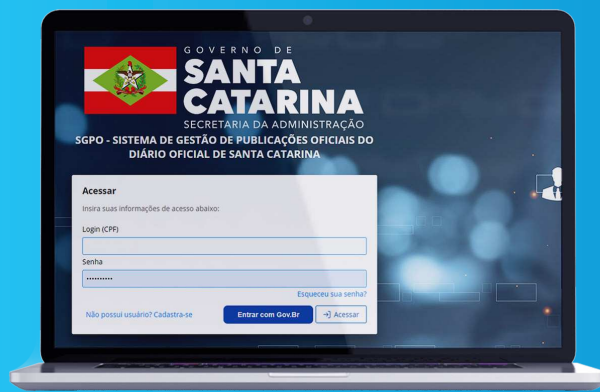 GOVERNO DE
SANTA
CATARINA
SECRETARIA DA ADMINISTRAÇÃO
SGPO - SISTEMA DE GESTÃO DE PUBLICAÇÕES OFICIAIS DO
DIÁRIO OFICIAL DE SANTA CATARINA
Acessar
Insira suas informações de acesso abaixo:
Login (CPF)
Senha
••••••••••
Esqueceu sua senha?
Não possui usuário? Cadastra-se
Entrar com Gov.Br
Acessar